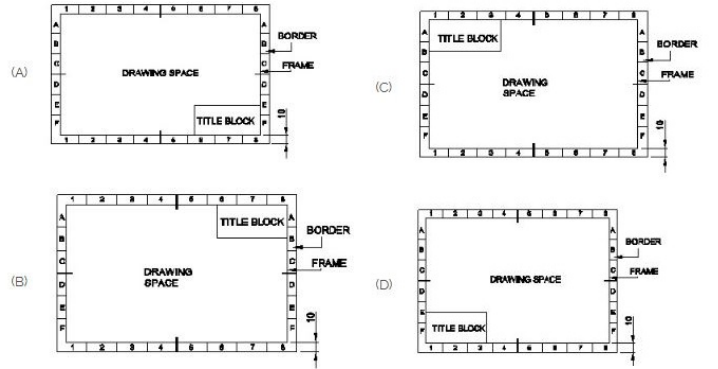 (A)
1 2 3 4 5 6 7 8
A A
B B
BORDER
C C
FRAME
DRAWING SPACE
D D
E E
F F
TITLE BLOCK
10
1 2 3 4 5 6 7 8
(B)
1 2 3 4 5 6 7 8
A A
TITLE BLOCK
B B
BORDER
C C
FRAME
DRAWING
SPACE
D D
E E
F F
10
1 2 3 4 5 6 7 8
(C)
1 2 3 4 5 6 7 8
A A
TITLE BLOCK
B B
BORDER
C C
FRAME
DRAWING
SPACE
D D
E E
F F
10
1 2 3 4 5 6 7 8
(D)
1 2 3 4 5 6 7 8
A A
B B
BORDER
C C
FRAME
DRAWING SPACE
D D
E E
F F
TITLE BLOCK
10
1 2 3 4 5 6 7 8